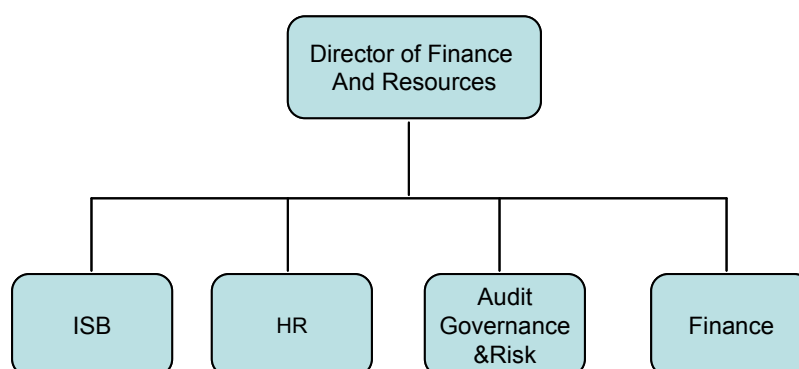 Director of Finance
And Resources
ISB
HR
Audit
Governance
&Risk
Finance